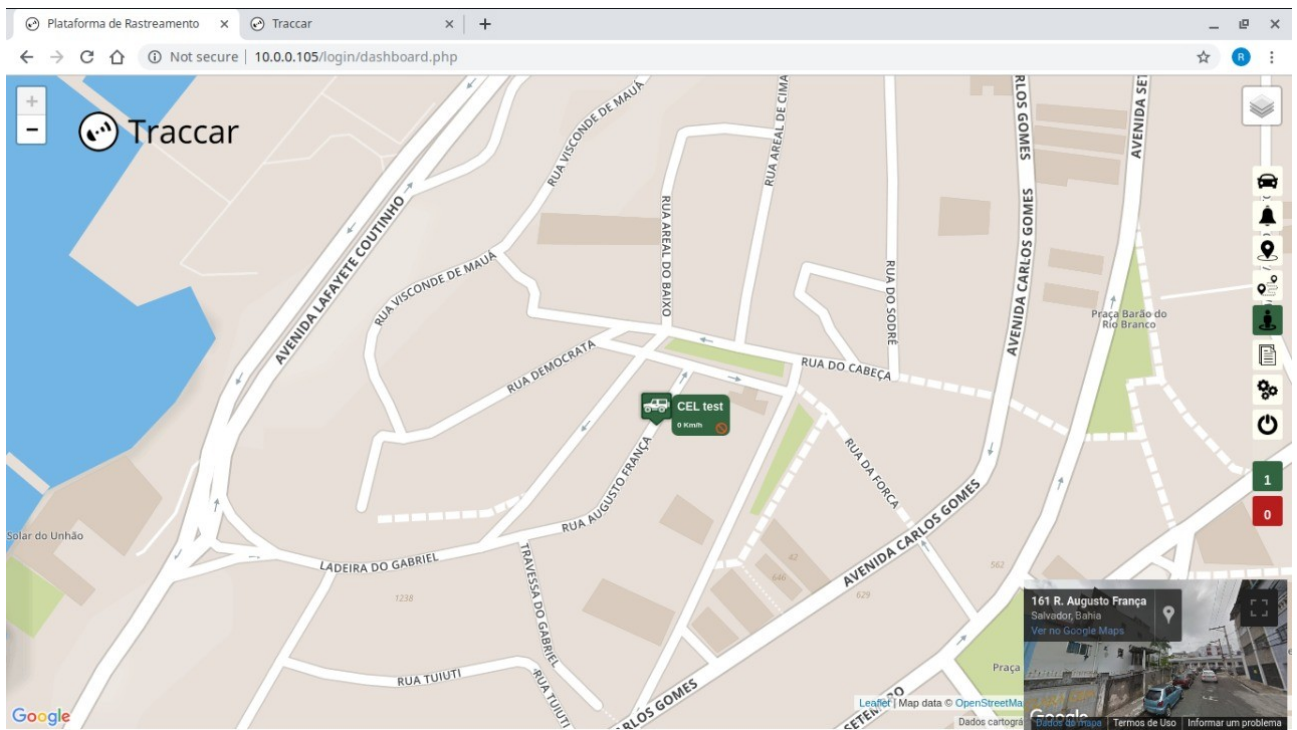 Plataforma de Rastreamento
Traccar
Not secure
10.0.0.105/login/dashboard.php
R
+
−
Traccar
RUA VISCONDE DE MAUÁ
RUA AREAL DE CIMA
RLOS GOMES
AVENIDA SET
AVENIDA LAFAYETE COUTINHO
RUA AREAL DO BAIXO
RUA VISCONDE DE MAUÁ
RUA DO SODRÉ
AVENIDA CARLOS GOMES
Praça Barão do
Rio Branco
RUA DEMOCRATA
RUA DO CABEÇA
CEL test
0 Km/h
RUA AUGUSTO FRANÇA
RUA DA FORCA
1
0
Solar do Unhão
LADEIRA DO GABRIEL
TRAVESSA DO GABRIEL
AVENIDA CARLOS GOMES
42
646
629
562
1238
RUA TUIUTI
RUA TUIUTI
RLOS GOMES
SETEMBRO
Praça
161 R. Augusto França
Salvador, Bahia
Ver no Google Maps
Google
Leaflet | Map data © OpenStreetMa
Dados cartográ
Google
Dados do mapa
Termos de Uso
Informar um problema